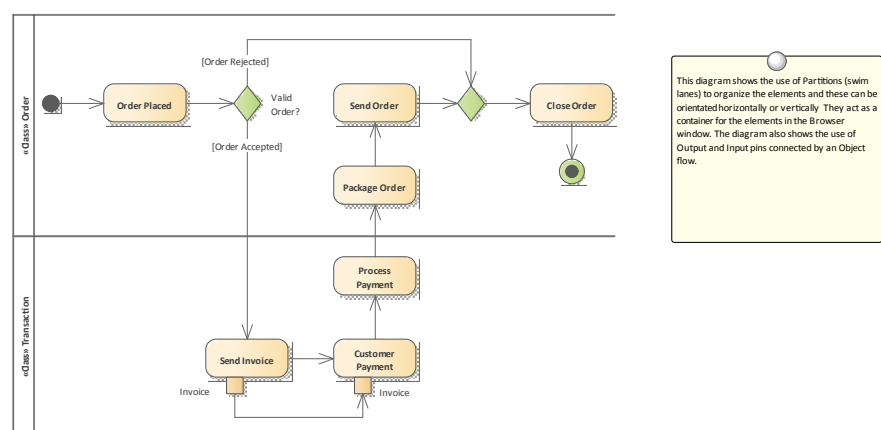 «Class» Order
[Order Rejected]
Order Placed
Valid
Order?
Send Order
Close Order
[Order Accepted]
Package Order
«Class» Transaction
Process
Payment
Send Invoice
Customer
Payment
Invoice
Invoice
This diagram shows the use of Partitions (swim
lanes) to organize the elements and these can be
orientated horizontally or vertically They act as a
container for the elements in the Browser
window. The diagram also shows the use of
Output and Input pins connected by an Object
flow.